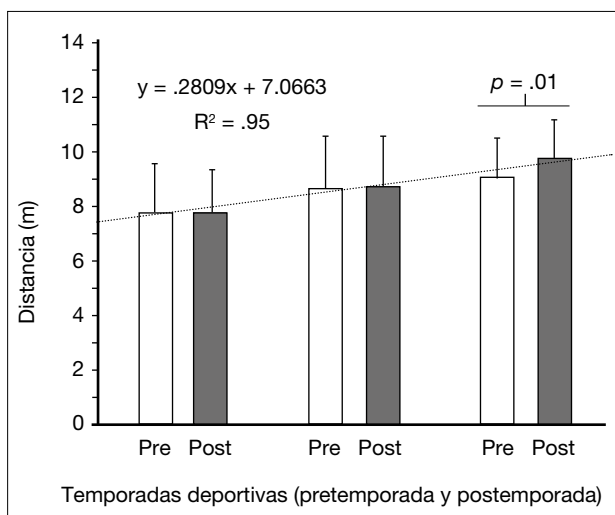 14
12
10
8
6
4
2
0
Distancia (m)
y = .2809x + 7.0663
R² = .95
p = .01
Pre Post Pre Post Pre Post
Temporadas deportivas (pretemporada y postemporada)